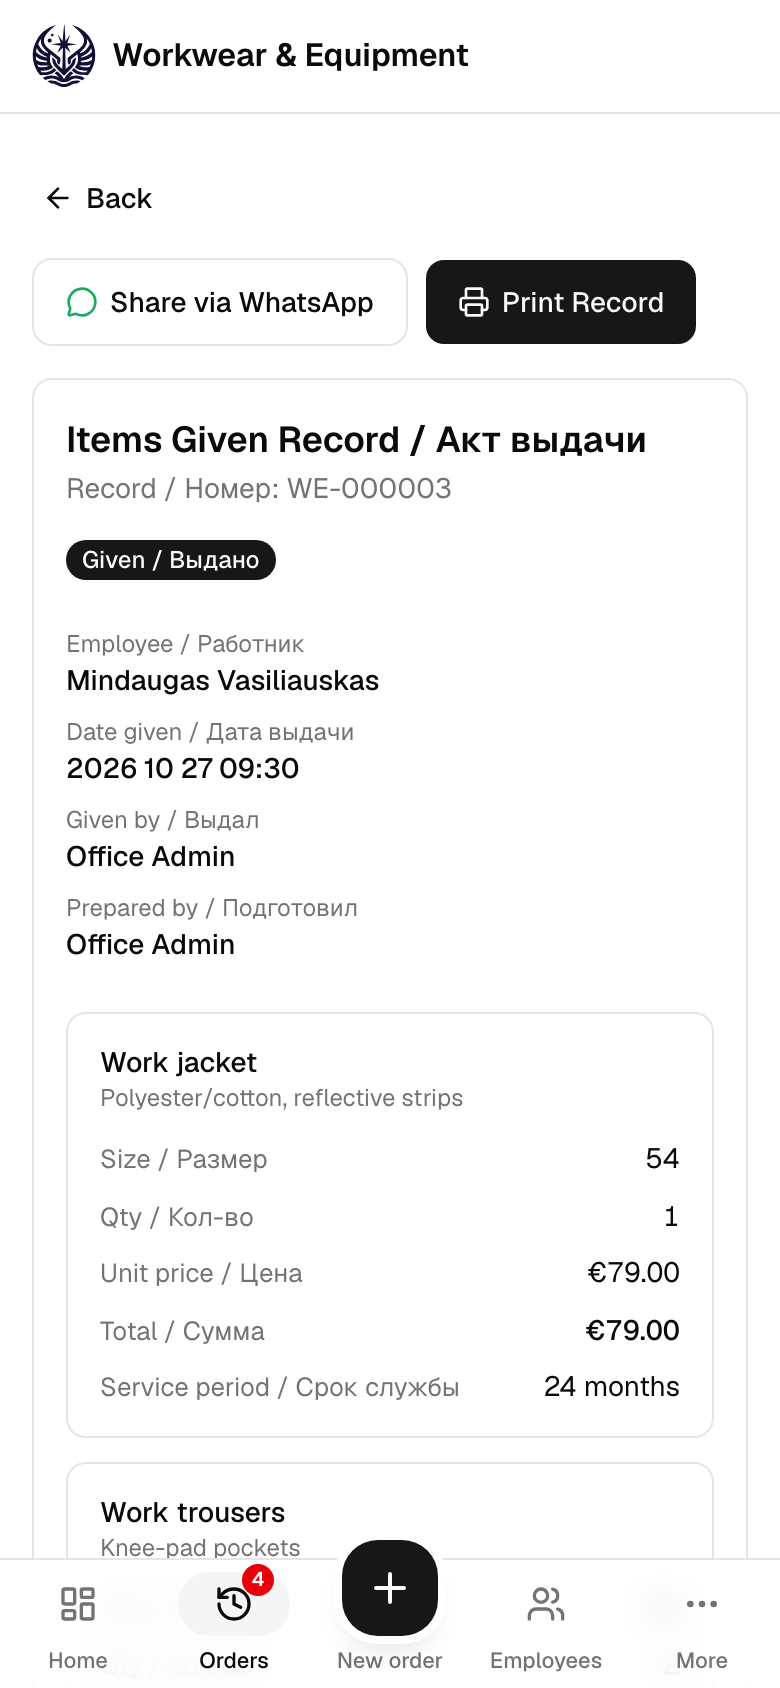 Workwear & Equipment
Back
Share via WhatsApp
Print Record
Items Given Record / Акт выдачи
Record / Номер: WE-000003
Given / Выдано
Employee / Работник
Mindaugas Vasiliauskas
Date given / Дата выдачи
2026 10 27 09:30
Given by / Выдал
Office Admin
Prepared by / Подготовил
Office Admin
Work jacket
Polyester/cotton, reflective strips
Size / Размер 54
Qty / Кол-во 1
Unit price / Цена €79.00
Total / Сумма €79.00
Service period / Срок службы 24 months
Work trousers
Knee-pad pockets
4
Home Orders New order Employees More